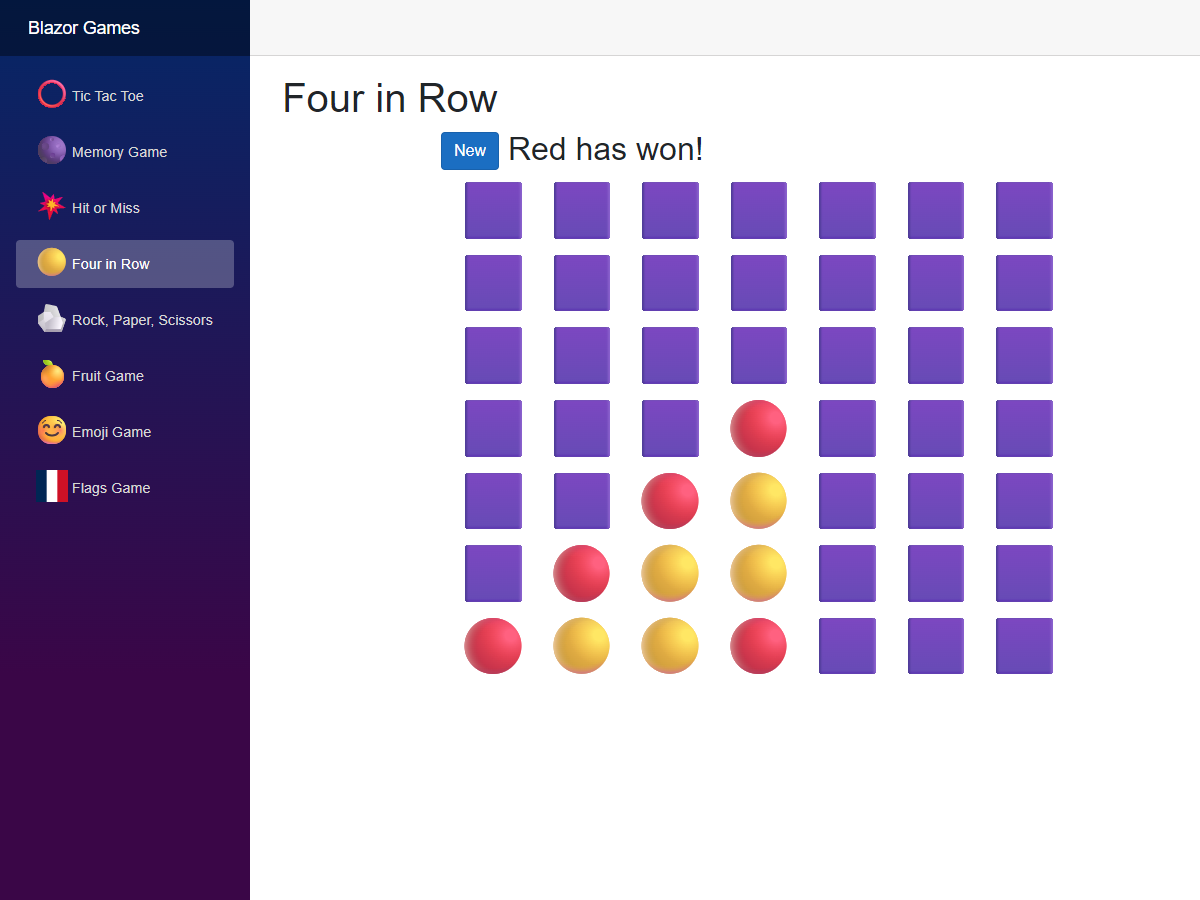 Blazor Games
Tic Tac Toe
Memory Game
Hit or Miss
Four in Row
Rock, Paper, Scissors
Fruit Game
Emoji Game
Flags Game
Four in Row
New Red has won!